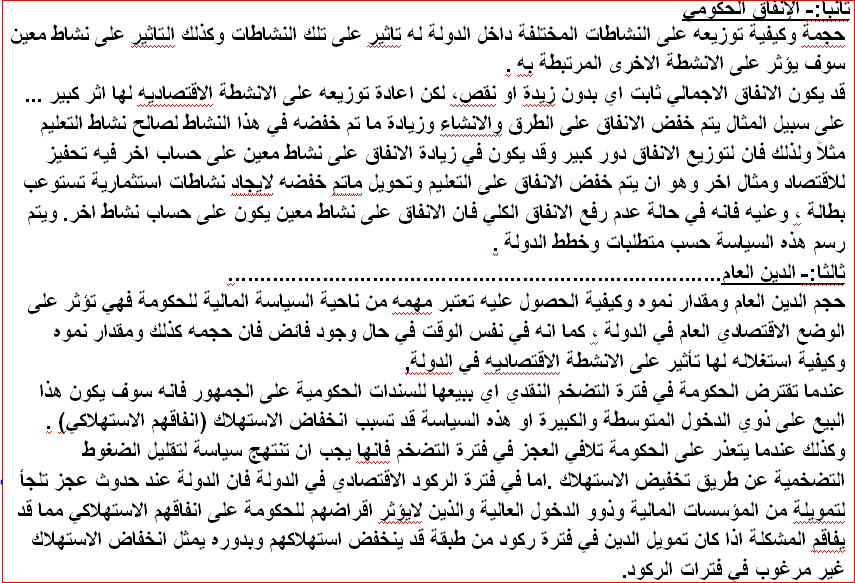 ثانيا:- الإنفاق الحكومي
حجمة وكيفية توزيعه على النشاطات المختلفة داخل الدولة له تاثير على تلك النشاطات وكذلك التاثير على نشاط معين
سوف يؤثر على الانشطة الاخرى المرتبطة به .
قد يكون الانفاق الاجمالي ثابت اي بدون زيدة او نقص، لكن اعادة توزيعه على الانشطة الاقتصاديه لها اثر كبير ...
على سبيل المثال يتم خفض الانفاق على الطرق والانشاء وزيادة ما تم خفضه في هذا النشاط لصالح نشاط التعليم
مثلاً ولذلك فان لتوزيع الانفاق دور كبير وقد يكون في زيادة الانفاق على نشاط معين على حساب اخر فيه تحفيز
للاقتصاد ومثال اخر وهو ان يتم خفض الانفاق على التعليم وتحويل ماتم خفضه لايجاد نشاطات استثمارية تستوعب
بطالة ، وعليه فانه في حالة عدم رفع الانفاق الكلي فان الانفاق على نشاط معين يكون على حساب نشاط اخر. ويتم
رسم هذه السياسة حسب متطلبات وخطط الدولة .
ثالثا:- الدين العام..............................................................................
حجم الدين العام ومقدار نموه وكيفية الحصول عليه تعتبر مهمه من ناحية السياسة المالية للحكومة فهي تؤثر على
الوضع الاقتصادي العام في الدولة ، كما انه في نفس الوقت في حال وجود فائض فان حجمه كذلك ومقدار نموه
وكيفية استغلاله لها تأثير على الانشطة الاقتصاديه في الدولة,
عندما تقترض الحكومة في فترة التضخم النقدي اي ببيعها للسندات الحكومية على الجمهور فانه سوف يكون هذا
البيع على ذوي الدخول المتوسطة والكبيرة او هذه السياسة قد تسبب انخفاض الاستهلاك (انفاقهم الاستهلاكي) .
وكذلك عندما يتعذر على الحكومة تلافي العجز في فترة التضخم فانها يجب ان تنتهج سياسة لتقليل الضغوط
التضخمية عن طريق تخفيض الاستهلاك .اما في فترة الركود الاقتصادي في الدولة فان الدولة عند حدوث عجز تلجأ
لتمويلة من المؤسسات المالية وذوو الدخول العالية والذين لايؤثر اقراضهم للحكومة على انفاقهم الاستهلاكي مما قد
يفاقم المشكلة اذا كان تمويل الدين في فترة ركود من طبقة قد ينخفض استهلاكهم وبدوره يمثل انخفاض الاستهلاك
غير مرغوب في فترات الركود.